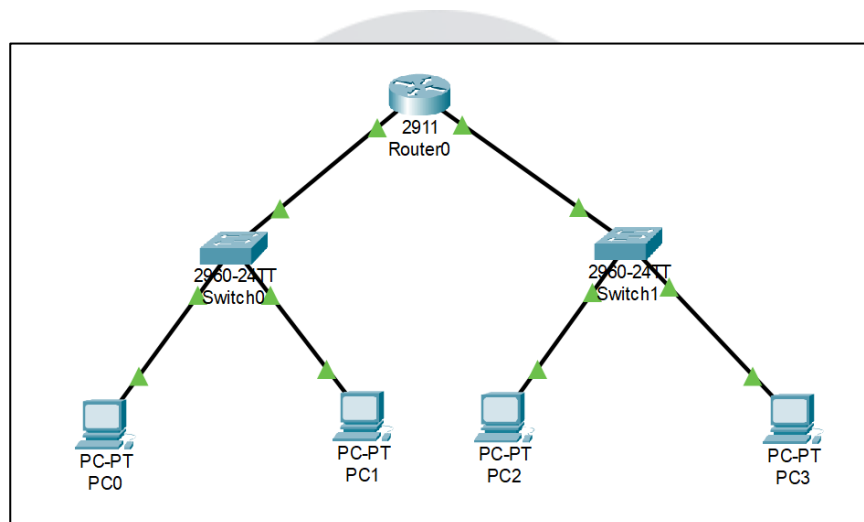 2911
Router0
2960-24TT
Switch0
2960-24TT
Switch1
PC-PT
PC0
PC-PT
PC1
PC-PT
PC2
PC-PT
PC3